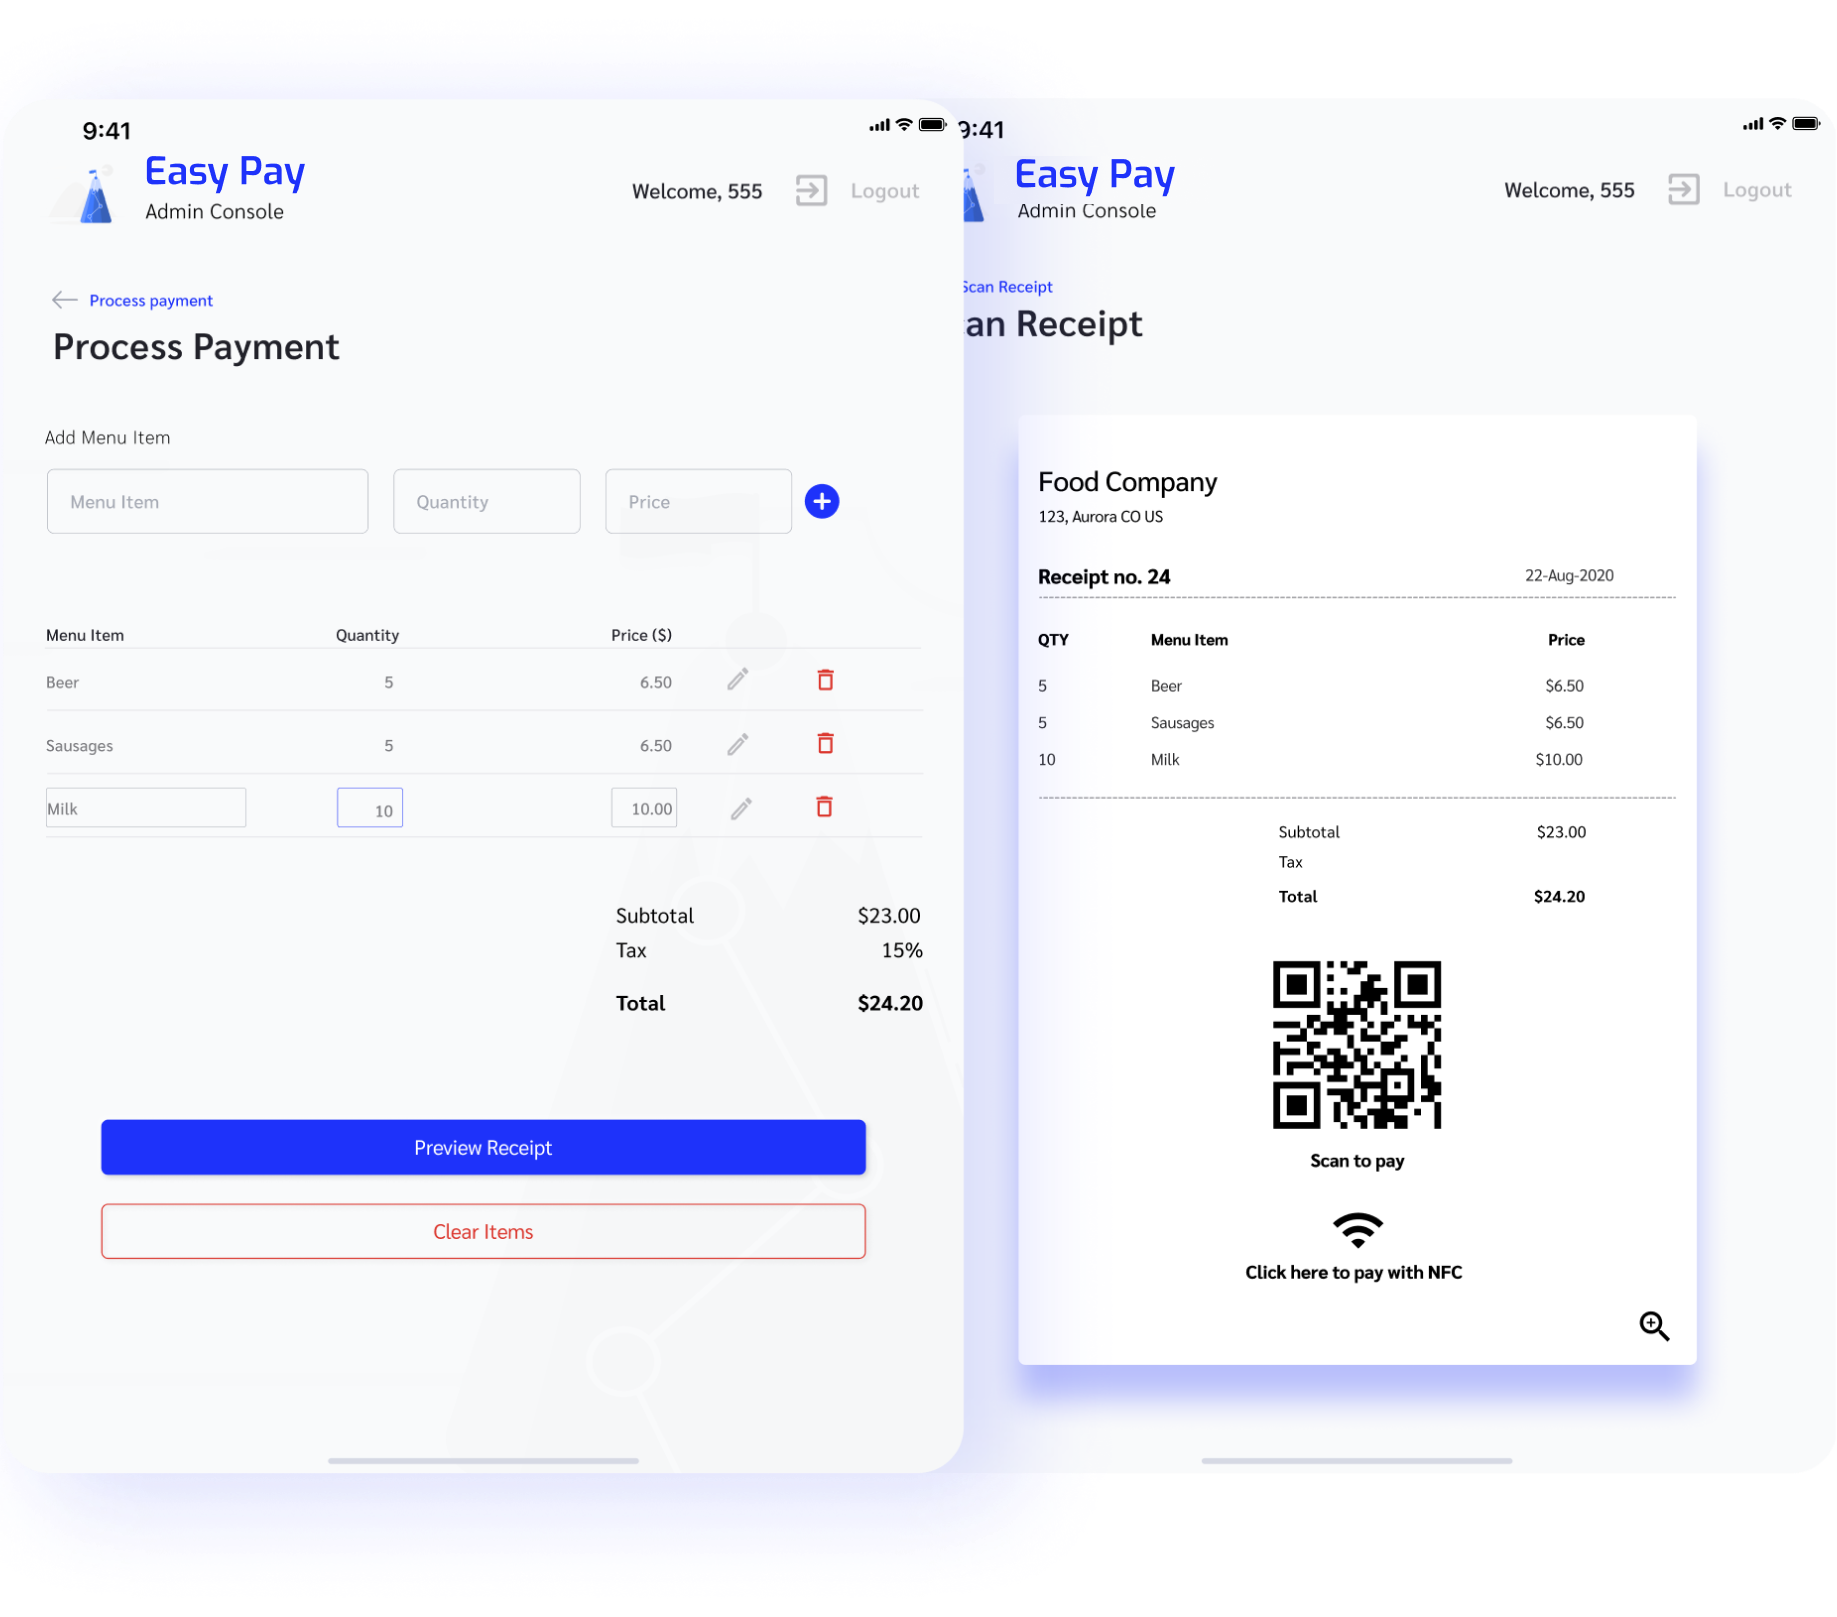 9:41
Easy Pay
Admin Console
Welcome, 555
Logout
Process payment
Process Payment
Add Menu Item
Menu Item Quantity Price
Menu Item Quantity Price ($)
Beer 5 6.50
Sausages 5 6.50
Milk 10 10.00
Subtotal $23.00
Tax 15%
Total $24.20
Preview Receipt
Clear Items
9:41
Easy Pay
Admin Console
Welcome, 555
Logout
Scan Receipt
can Receipt
Food Company
123, Aurora CO US
Receipt no. 24 22-Aug-2020
QTY Menu Item Price
5 Beer $6.50
5 Sausages $6.50
10 Milk $10.00
Subtotal $23.00
Tax
Total $24.20
Scan to pay
Click here to pay with NFC